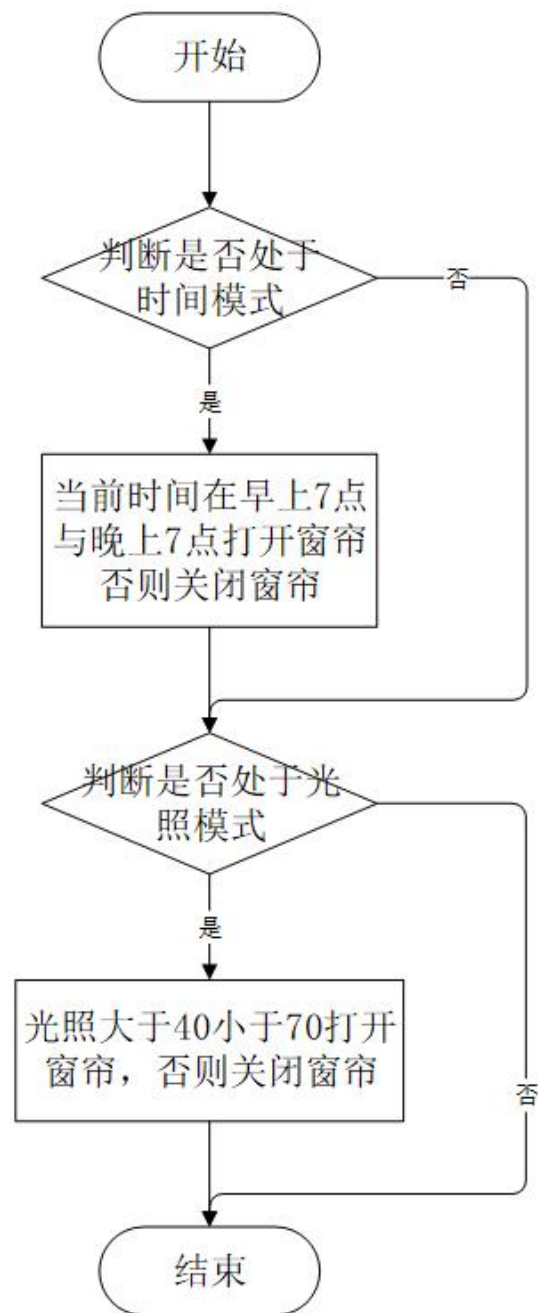 开始
判断是否处于
时间模式
否
是
当前时间在早上7点
与晚上7点打开窗帘
否则关闭窗帘
判断是否处于光
照模式
是
光照大于40小于70打开
窗帘，否则关闭窗帘
否
结束